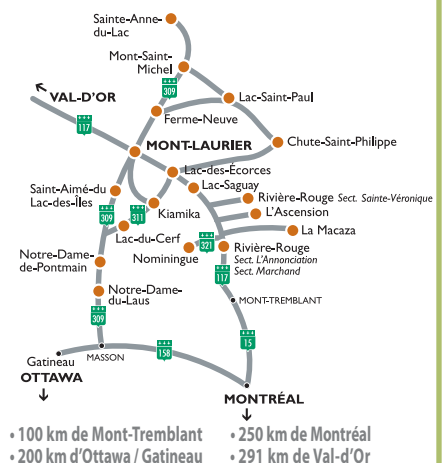 Sainte-Anne-
du-Lac
Mont-Saint-
Michel
309
VAL-D'OR
Lac-Saint-Paul
Ferme-Neuve
117
MONT-LAURIER
Chute-Saint-Philippe
Lac-des-Écorces
Lac-Saguay
Saint-Aimé-du
Lac-des-Îles
Rivière-Rouge Sect. Sainte-Véronique
Kiamika
L'Ascension
309
311
La Macaza
Lac-du-Cerf
321
Nominingue
Rivière-Rouge
Sect. L'Annonciation
Sect. Marchand
Notre-Dame-
de-Pontmain
117
Notre-Dame-
du-Laus
MONT-TREMBLANT
309
15
158
Gatineau
MASSON
OTTAWA
MONTRÉAL
• 100 km de Mont-Tremblant
• 250 km de Montréal
• 200 km d'Ottawa / Gatineau
• 291 km de Val-d'Or